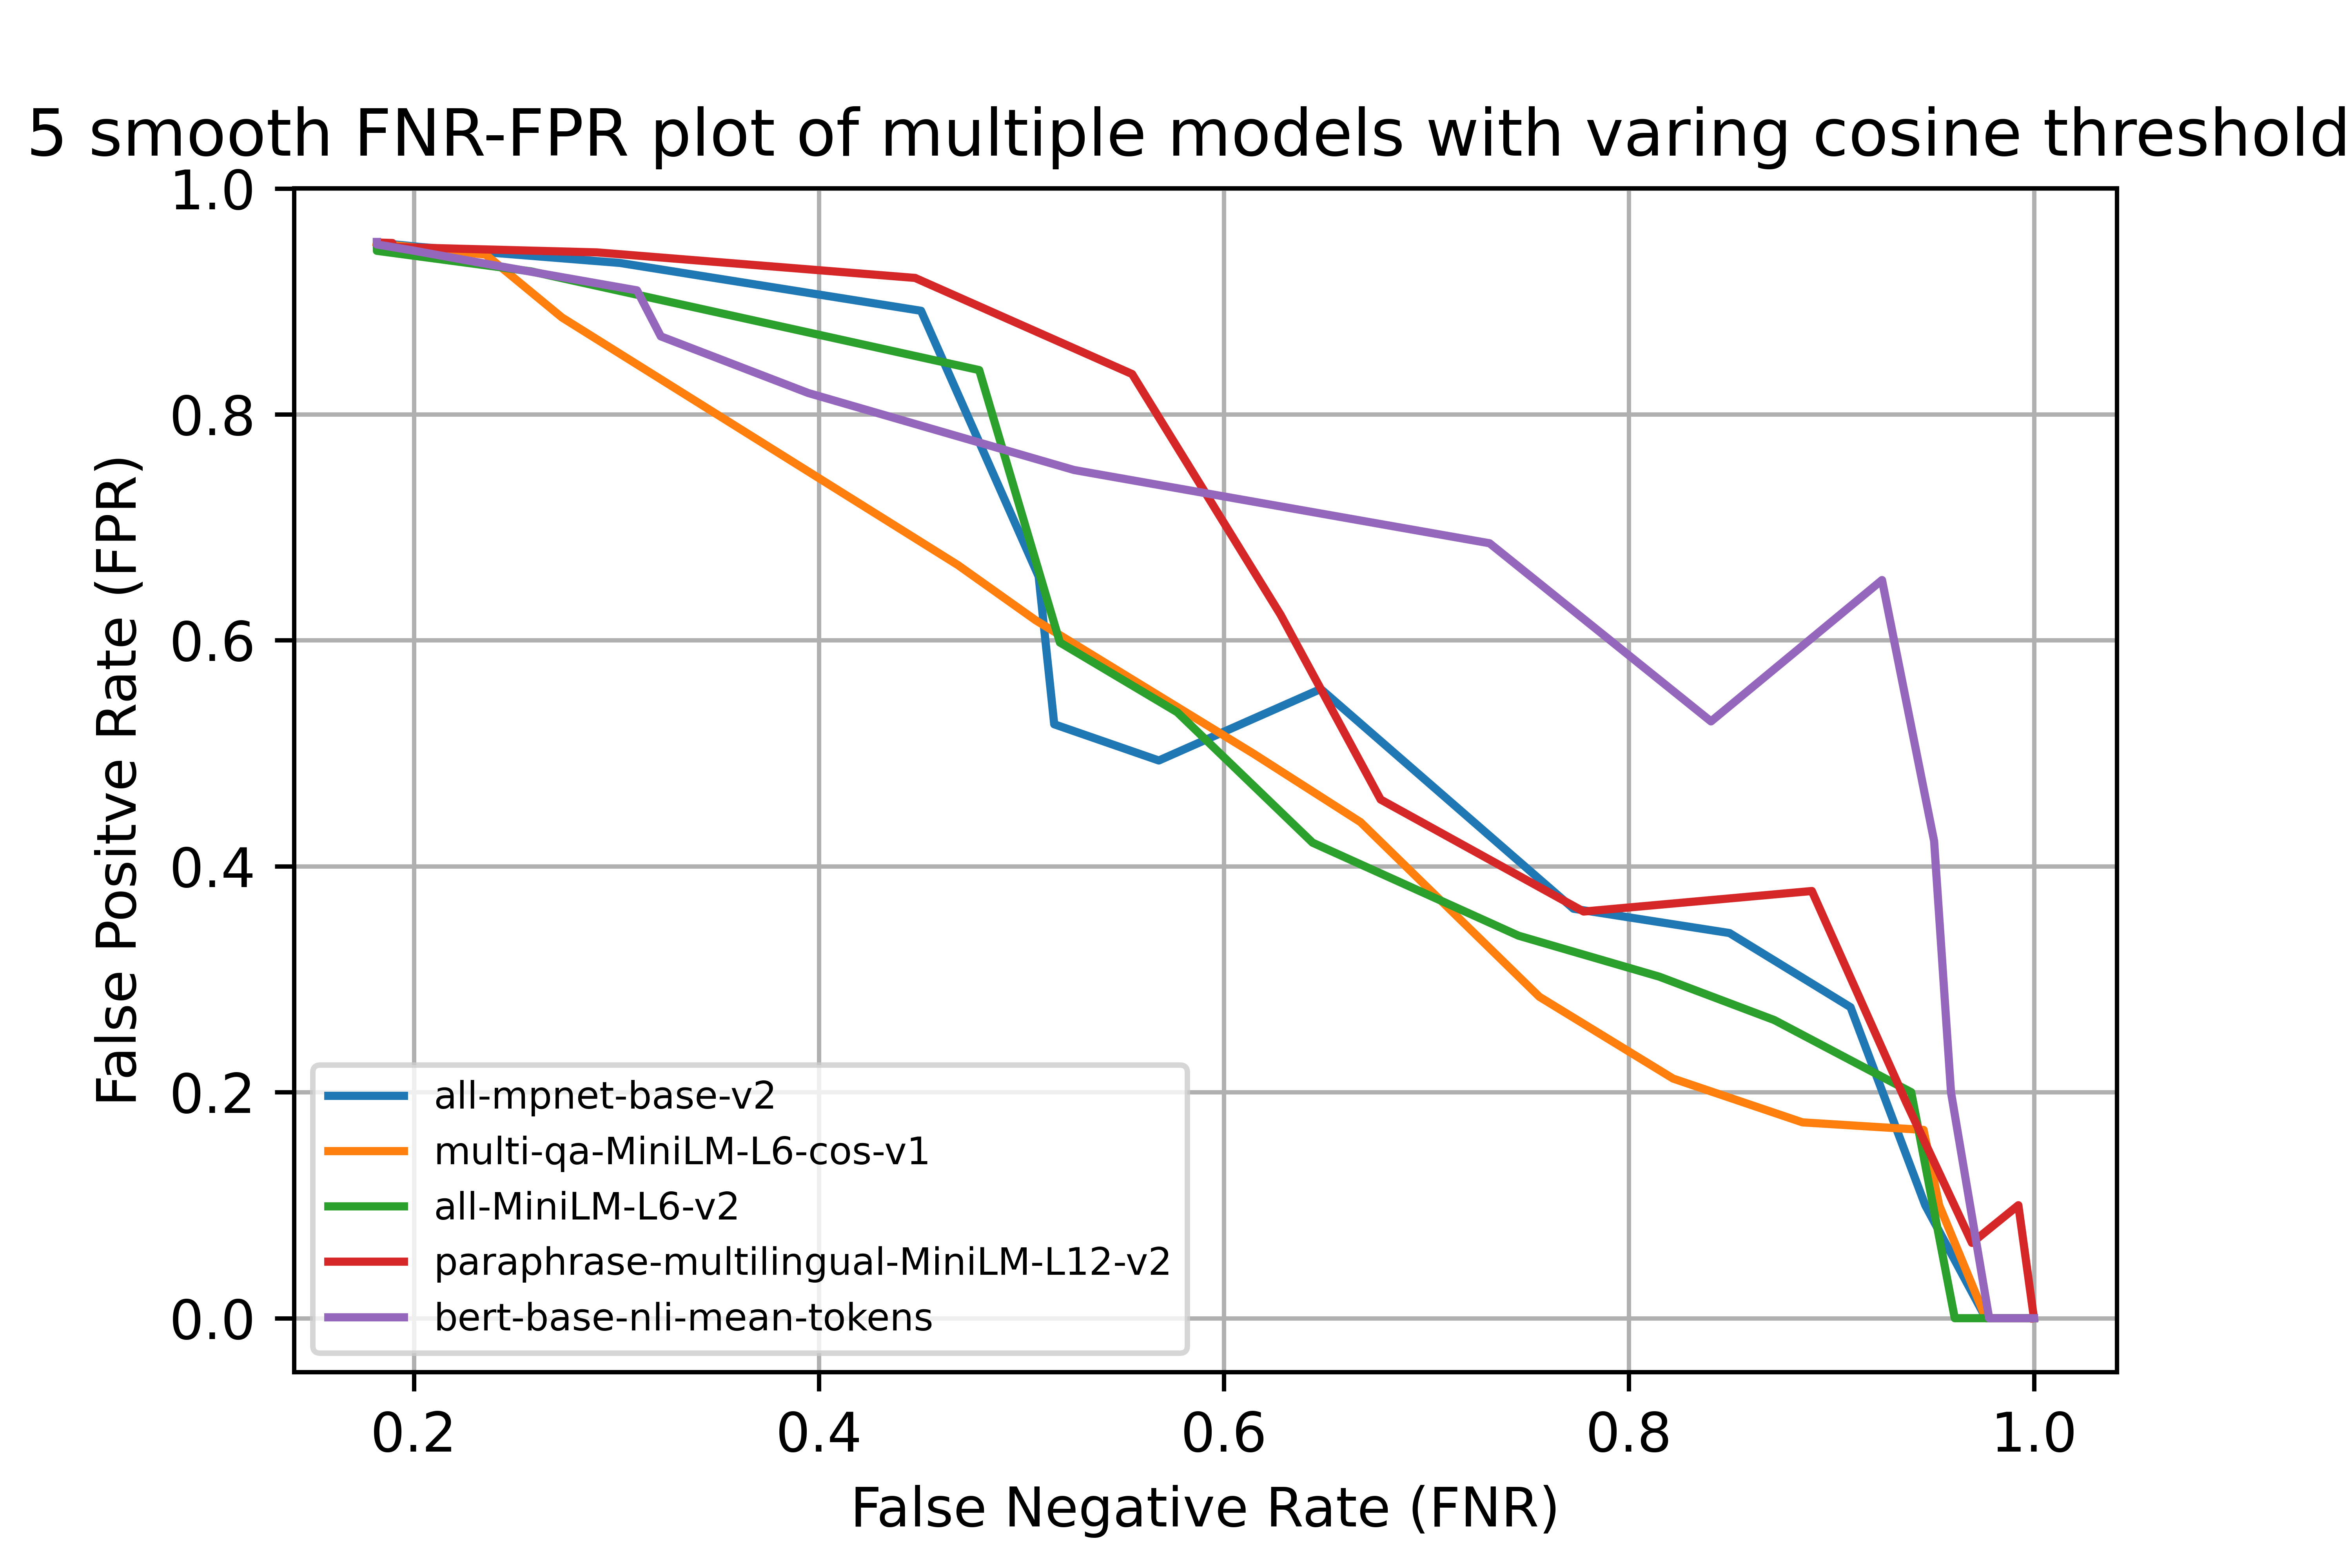 5 smooth FNR-FPR plot of multiple models with varing cosine threshold
1.0
0.8
0.6
0.4
0.2
0.0
False Positve Rate (FPR)
all-mpnet-base-v2
multi-qa-MiniLM-L6-cos-v1
all-MiniLM-L6-v2
paraphrase-multilingual-MiniLM-L12-v2
bert-base-nli-mean-tokens
0.2 0.4 0.6 0.8 1.0
False Negative Rate (FNR)